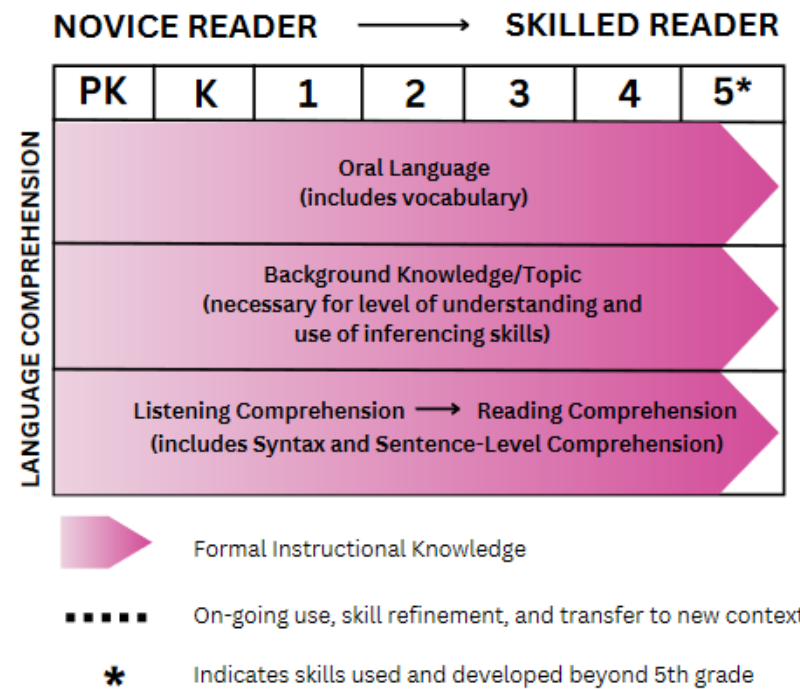 NOVICE READER → SKILLED READER
PK K 1 2 3 4 5*
LANGUAGE COMPREHENSION
Oral Language
(includes vocabulary)
Background Knowledge/Topic
(necessary for level of understanding and
use of inferencing skills)
Listening Comprehension → Reading Comprehension
(includes Syntax and Sentence-Level Comprehension)
Formal Instructional Knowledge
On-going use, skill refinement, and transfer to new context
* Indicates skills used and developed beyond 5th grade